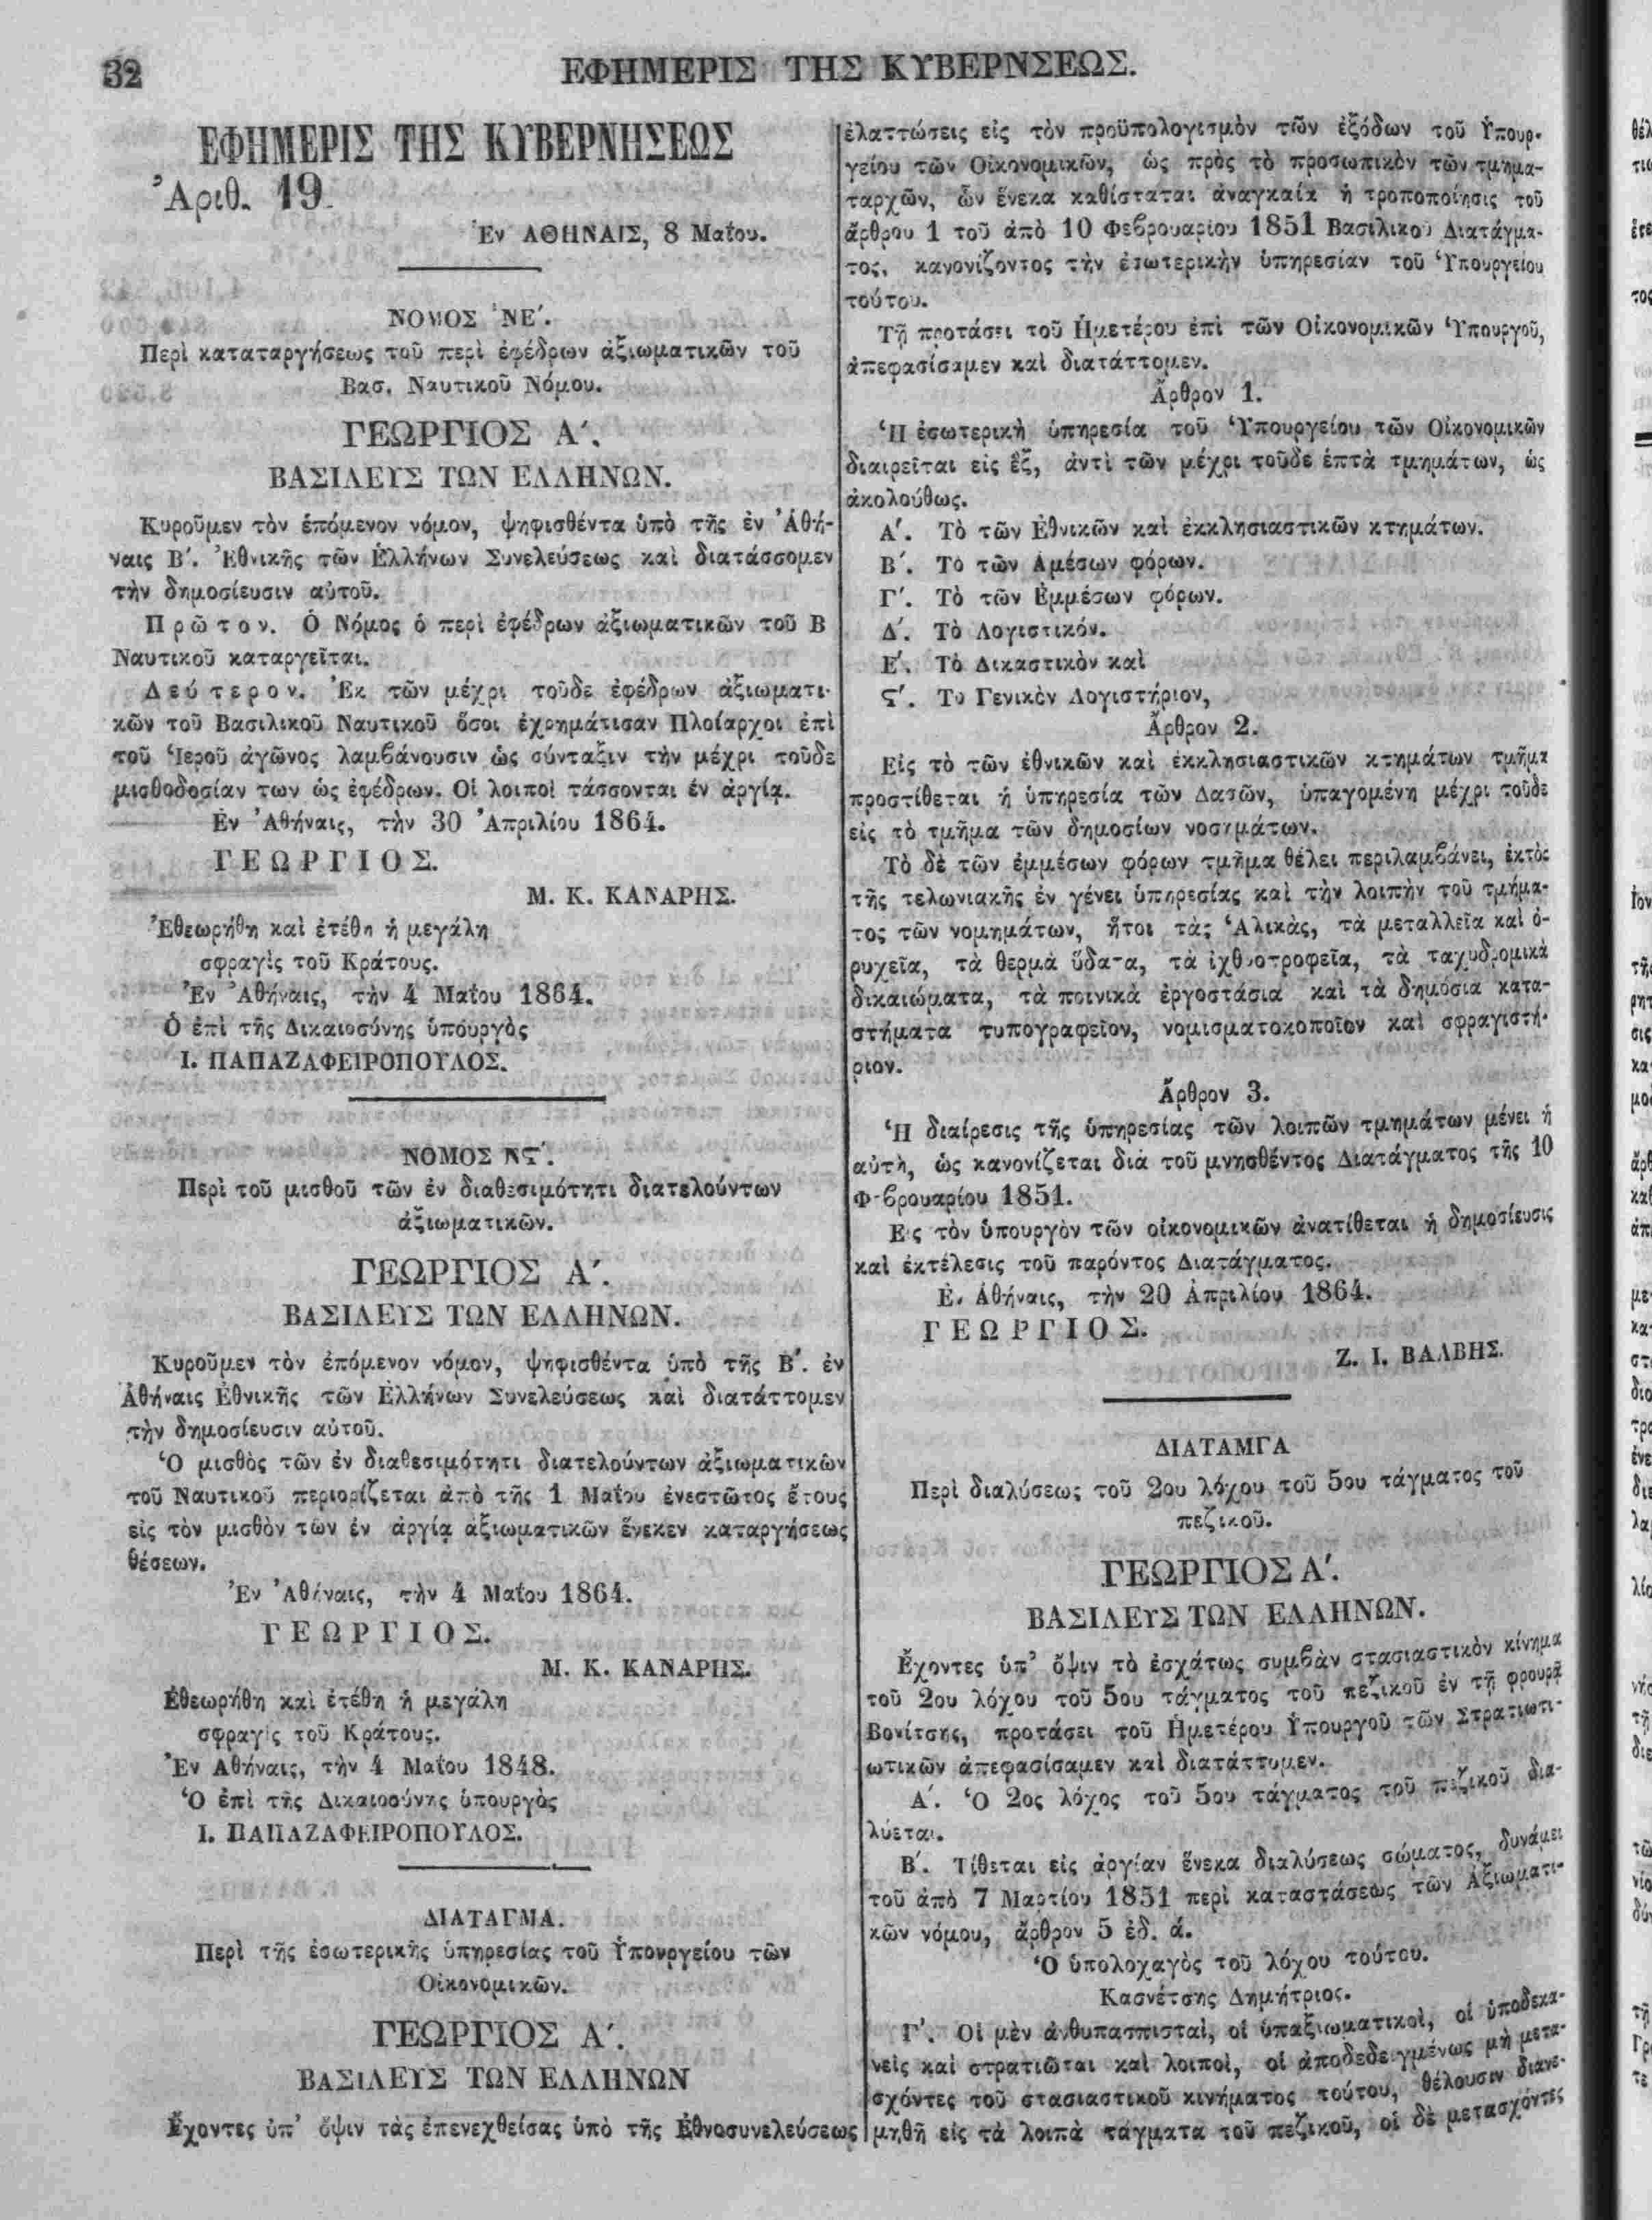 32
ΕΦΗΜΕΡΙΣ ΤΗΣ ΚΥΒΕΡΝΣΕΩΣ.
ΕΦΗΜΕΡΙΣ ΤΗΣ ΚΥΒΕΡΝΗΣΕΩΣ
Ἀριθ. 19.
Ἐν ΑΘΗΝΑΙΣ, 8 Μαΐου.
ΝΟΜΟΣ ΝΕ′.
Περὶ καταταργήσεως τοῦ περὶ ἐφέδρων ἀξιωματικῶν τοῦ
Βασ. Ναυτικοῦ Νόμου.
ΓΕΩΡΓΙΟΣ Α′.
ΒΑΣΙΛΕΥΣ ΤΩΝ ΕΛΛΗΝΩΝ.
Κυροῦμεν τὸν ἑπόμενον νόμον, ψηφισθέντα ὑπὸ τῆς ἐν Ἀθή-
ναις Β′. Ἐθνικῆς τῶν Ἑλλήνων Συνελεύσεως καὶ διατάσσομεν
τὴν δημοσίευσιν αὐτοῦ.
Πρῶτον. Ὁ Νόμος ὁ περὶ ἐφέδρων ἀξιωματικῶν τοῦ Β
Ναυτικοῦ καταργεῖται.
Δεύτερον. Ἐκ τῶν μέχρι τοῦδε ἐφέδρων ἀξιωματι-
κῶν τοῦ Βασιλικοῦ Ναυτικοῦ ὅσοι ἐχρημάτισαν Πλοίαρχοι ἐπὶ
τοῦ Ἱεροῦ ἀγῶνος λαμβάνουσιν ὡς σύνταξιν τὴν μέχρι τοῦδε
μισθοδοσίαν των ὡς ἐφέδρων. Οἱ λοιποὶ τάσσονται ἐν ἀργίᾳ.
Ἐν Ἀθήναις, τὴν 30 Ἀπριλίου 1864.
ΓΕΩΡΓΙΟΣ.
Μ. Κ. ΚΑΝΑΡΗΣ.
Ἐθεωρήθη καὶ ἐτέθη ἡ μεγάλη
σφραγὶς τοῦ Κράτους.
Ἐν Ἀθήναις, τὴν 4 Μαΐου 1864.
Ὁ ἐπὶ τῆς Δικαιοσύνης ὑπουργὸς
Ι. ΠΑΠΑΖΑΦΕΙΡΟΠΟΥΛΟΣ.
ΝΟΜΟΣ ΝϚ′.
Περὶ τοῦ μισθοῦ τῶν ἐν διαθεσιμότητι διατελούντων
ἀξιωματικῶν.
ΓΕΩΡΓΙΟΣ Α′.
ΒΑΣΙΛΕΥΣ ΤΩΝ ΕΛΛΗΝΩΝ.
Κυροῦμεν τὸν ἑπόμενον νόμον, ψηφισθέντα ὑπὸ τῆς Β′. ἐν
Ἀθήναις Ἐθνικῆς τῶν Ἑλλήνων Συνελεύσεως καὶ διατάττομεν
τὴν δημοσίευσιν αὐτοῦ.
Ὁ μισθὸς τῶν ἐν διαθεσιμότητι διατελούντων ἀξιωματικῶν
τοῦ Ναυτικοῦ περιορίζεται ἀπὸ τῆς 1 Μαΐου ἐνεστῶτος ἔτους
εἰς τὸν μισθὸν τῶν ἐν ἀργίᾳ ἀξιωματικῶν ἕνεκεν καταργήσεως
θέσεων.
Ἐν Ἀθήναις, τὴν 4 Μαΐου 1864.
ΓΕΩΡΓΙΟΣ.
Μ. Κ. ΚΑΝΑΡΗΣ.
Ἐθεωρήθη καὶ ἐτέθη ἡ μεγάλη
σφραγὶς τοῦ Κράτους.
Ἐν Ἀθήναις, τὴν 4 Μαΐου 1848.
Ὁ ἐπὶ τῆς Δικαιοσύνης ὑπουργὸς
Ι. ΠΑΠΑΖΑΦΕΙΡΟΠΟΥΛΟΣ.
ΔΙΑΤΑΓΜΑ.
Περὶ τῆς ἐσωτερικῆς ὑπηρεσίας τοῦ Ὑπουργείου τῶν
Οἰκονομικῶν.
ΓΕΩΡΓΙΟΣ Α′.
ΒΑΣΙΛΕΥΣ ΤΩΝ ΕΛΛΗΝΩΝ
Ἔχοντες ὑπ' ὄψιν τὰς ἐπενεχθείσας ὑπὸ τῆς Ἐθνοσυνελεύσεως
ἐλαττώσεις εἰς τὸν προϋπολογισμὸν τῶν ἐξόδων τοῦ Ὑπουρ-
γείου τῶν Οἰκονομικῶν, ὡς πρὸς τὸ προσωπικὸν τῶν τμημα-
ταρχῶν, ὧν ἕνεκα καθίσταται ἀναγκαία ἡ τροποποίησις τοῦ
ἄρθρου 1 τοῦ ἀπὸ 10 Φεβρουαρίου 1851 Βασιλικοῦ Διατάγμα-
τος, κανονίζοντος τὴν ἐσωτερικὴν ὑπηρεσίαν τοῦ Ὑπουργείου
τούτου.
Τῇ προτάσει τοῦ Ἡμετέρου ἐπὶ τῶν Οἰκονομικῶν Ὑπουργοῦ,
ἀπεφασίσαμεν καὶ διατάττομεν.
Ἄρθρον 1.
Ἡ ἐσωτερικὴ ὑπηρεσία τοῦ Ὑπουργείου τῶν Οἰκονομικῶν
διαιρεῖται εἰς ἓξ, ἀντὶ τῶν μέχρι τοῦδε ἑπτὰ τμημάτων, ὡς
ἀκολούθως.
Α′. Τὸ τῶν Ἐθνικῶν καὶ ἐκκλησιαστικῶν κτημάτων.
Β′. Τὸ τῶν Ἀμέσων φόρων.
Γ′. Τὸ τῶν Ἐμμέσων φόρων.
Δ′. Τὸ Λογιστικόν.
Ε′. Τὸ Δικαστικὸν καὶ
Ϛ′. Τὸ Γενικὸν Λογιστήριον,
Ἄρθρον 2.
Εἰς τὸ τῶν ἐθνικῶν καὶ ἐκκλησιαστικῶν κτημάτων τμῆμα
προστίθεται ἡ ὑπηρεσία τῶν Δασῶν, ὑπαγομένη μέχρι τοῦδε
εἰς τὸ τμῆμα τῶν δημοσίων νοσημάτων.
Τὸ δὲ τῶν ἐμμέσων φόρων τμῆμα θέλει περιλαμβάνει, ἐκτὸς
τῆς τελωνιακῆς ἐν γένει ὑπηρεσίας καὶ τὴν λοιπὴν τοῦ τμήμα-
τος τῶν νομημάτων, ἤτοι τὰς Ἁλικὰς, τὰ μεταλλεῖα καὶ ὀ-
ρυχεῖα, τὰ θερμὰ ὕδατα, τὰ ἰχθυοτροφεῖα, τὰ ταχυδρομικὰ
δικαιώματα, τὰ ποινικὰ ἐργοστάσια καὶ τὰ δημόσια κατα-
στήματα τυπογραφεῖον, νομισματοκοπεῖον καὶ σφραγιστή-
ριον.
Ἄρθρον 3.
Ἡ διαίρεσις τῆς ὑπηρεσίας τῶν λοιπῶν τμημάτων μένει ἡ
αὐτὴ, ὡς κανονίζεται διὰ τοῦ μνησθέντος Διατάγματος τῆς 10
Φεβρουαρίου 1851.
Εἰς τὸν ὑπουργὸν τῶν οἰκονομικῶν ἀνατίθεται ἡ δημοσίευσις
καὶ ἐκτέλεσις τοῦ παρόντος Διατάγματος.
Ἐν Ἀθήναις, τὴν 20 Ἀπριλίου 1864.
ΓΕΩΡΓΙΟΣ.
Ζ. Ι. ΒΑΛΒΗΣ.
ΔΙΑΤΑΜΓΑ
Περὶ διαλύσεως τοῦ 2ου λόχου τοῦ 5ου τάγματος τοῦ
πεζικοῦ.
ΓΕΩΡΓΙΟΣ Α′.
ΒΑΣΙΛΕΥΣ ΤΩΝ ΕΛΛΗΝΩΝ.
Ἔχοντες ὑπ' ὄψιν τὸ ἐσχάτως συμβὰν στασιαστικὸν κίνημα
τοῦ 2ου λόχου τοῦ 5ου τάγματος τοῦ πεζικοῦ ἐν τῇ φρουρᾷ
Βονίτσης, προτάσει τοῦ Ἡμετέρου Ὑπουργοῦ τῶν Στρατιωτι-
ωτικῶν ἀπεφασίσαμεν καὶ διατάττομεν.
Α′. Ὁ 2ος λόχος τοῦ 5ου τάγματος τοῦ πεζικοῦ δια-
λύεται.
Β′. Τίθεται εἰς ἀργίαν ἕνεκα διαλύσεως σώματος, δυνάμει
τοῦ ἀπὸ 7 Μαρτίου 1851 περὶ καταστάσεως τῶν Ἀξιωματι-
κῶν νόμου, ἄρθρον 5 ἐδ. ά.
Ὁ ὑπολοχαγὸς τοῦ λόχου τούτου.
Κασνέτσης Δημήτριος.
Γ′. Οἱ μὲν ἀνθυπασπισταὶ, οἱ ὑπαξιωματικοὶ, οἱ ὑποδεκα-
νεῖς καὶ στρατιῶται καὶ λοιποὶ, οἱ ἀποδεδειγμένως μὴ μετα-
σχόντες τοῦ στασιαστικοῦ κινήματος τούτου, θέλουσιν διανε-
μηθῆ εἰς τὰ λοιπὰ τάγματα τοῦ πεζικοῦ, οἱ δὲ μετασχόντες